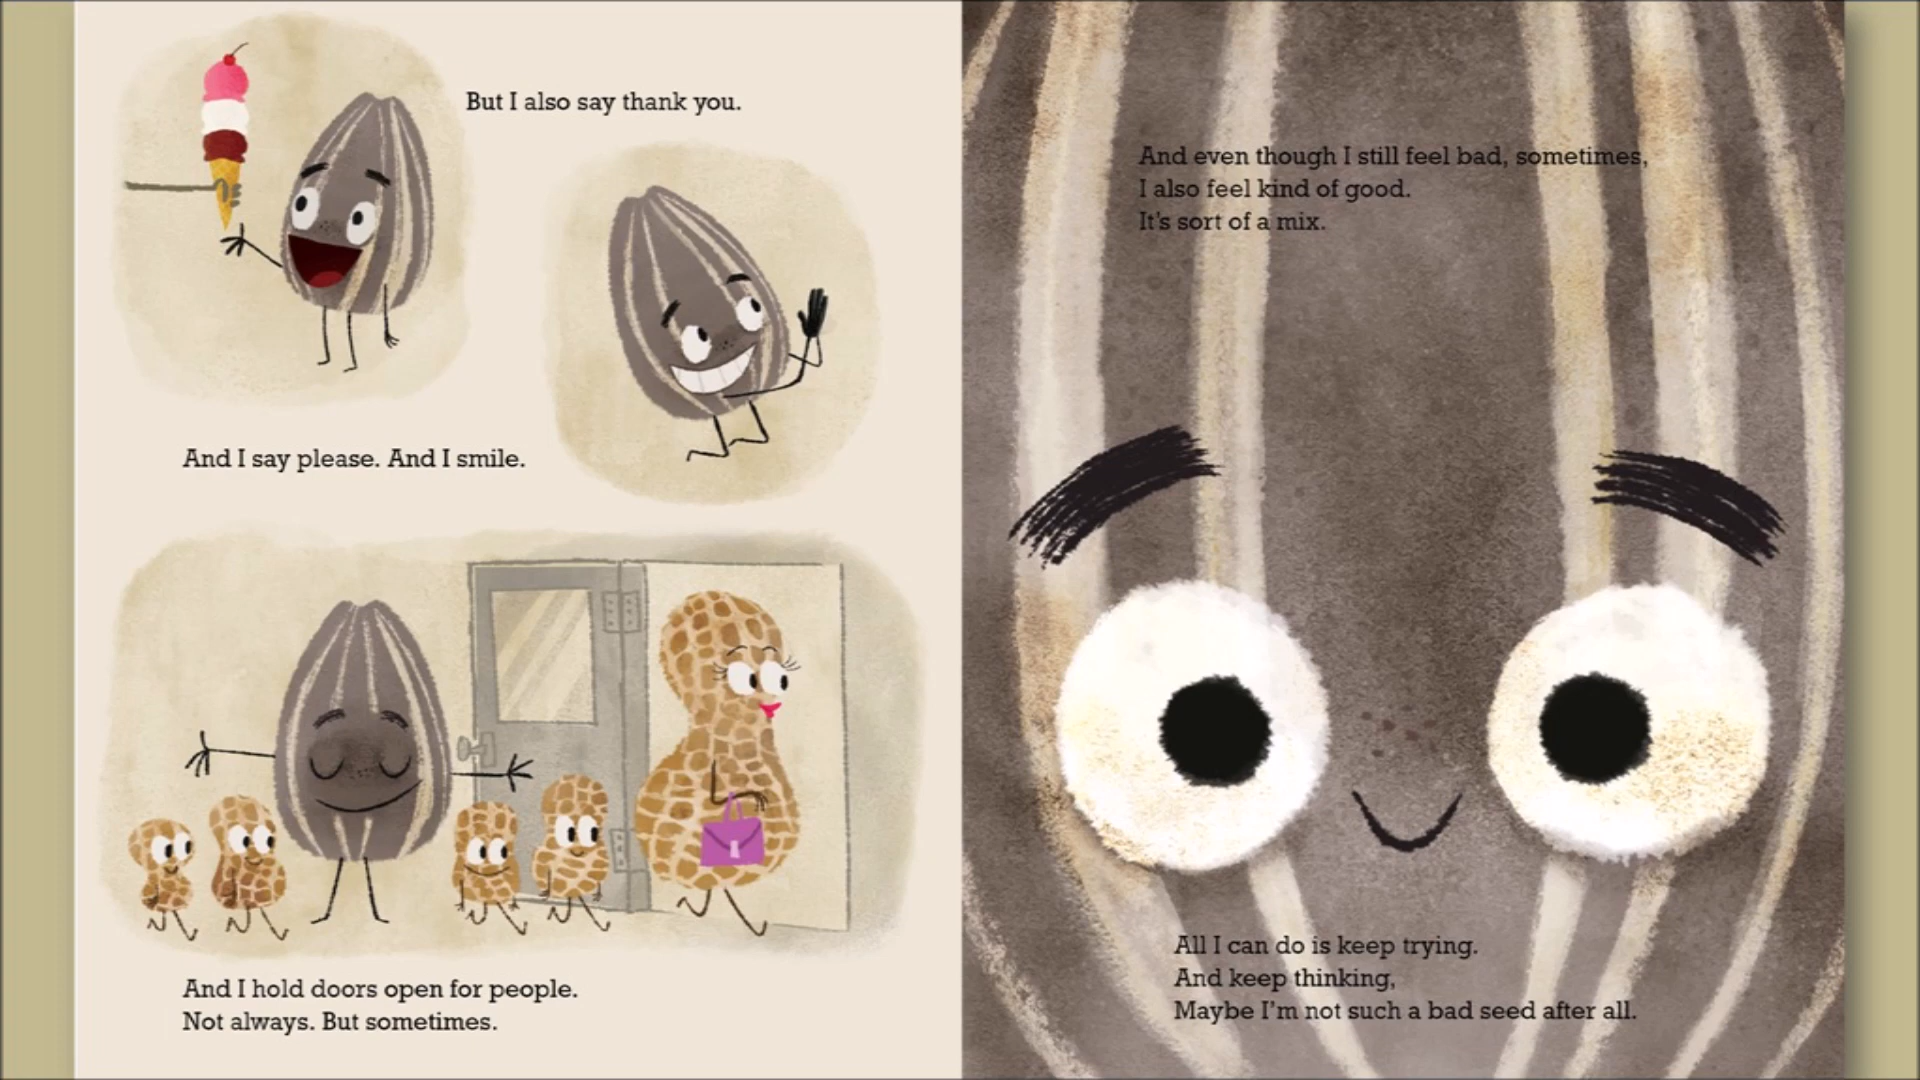 But I also say thank you.
And I say please. And I smile.
And I hold doors open for people.
Not always. But sometimes.
And even though I still feel bad, sometimes,
I also feel kind of good.
It's sort of a mix.
All I can do is keep trying.
And keep thinking,
Maybe I'm not such a bad seed after all.